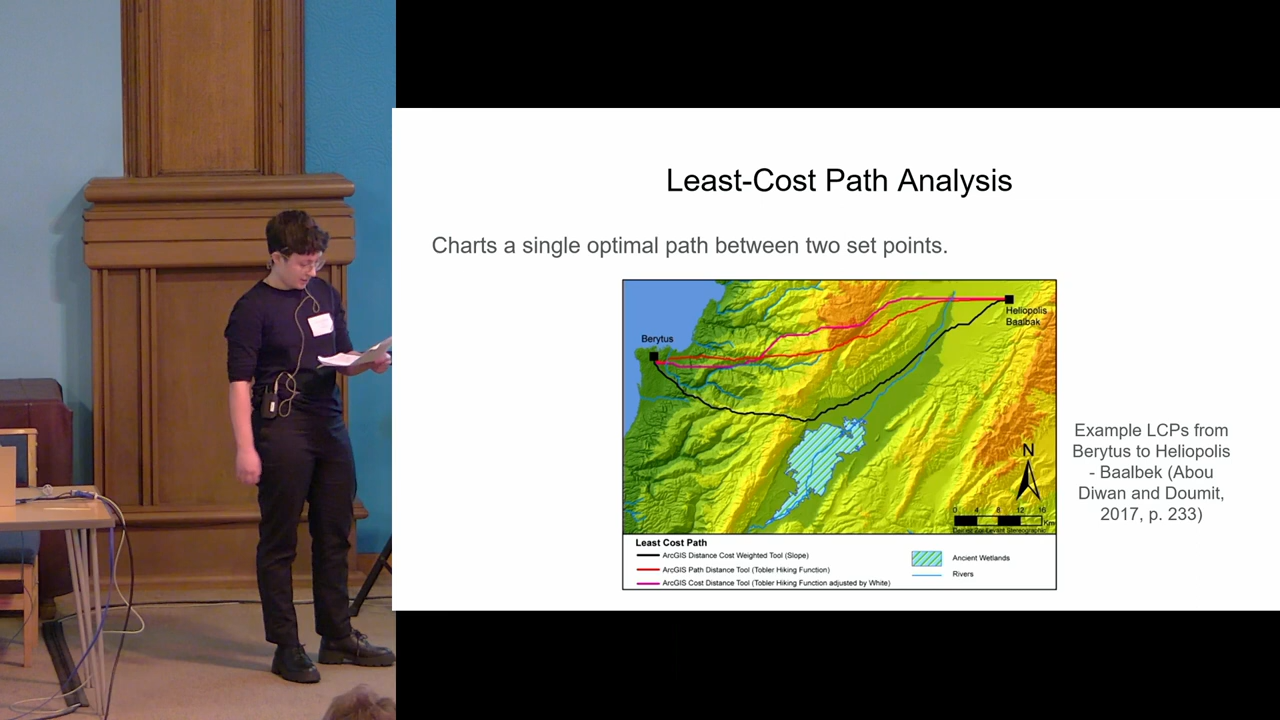 Least-Cost Path Analysis
Charts a single optimal path between two set points.
Berytus
Heliopolis
Baalbak
N
0 4 8 12 16
Km
Least Cost Path
ArcGIS Distance Cost Weighted Tool (Slope)
ArcGIS Path Distance Tool (Tobler Hiking Function)
ArcGIS Cost Distance Tool (Tobler Hiking Function adjusted by White)
Ancient Wetlands
Rivers
Example LCPs from
Berytus to Heliopolis
- Baalbek (Abou
Diwan and Doumit,
2017, p. 233)